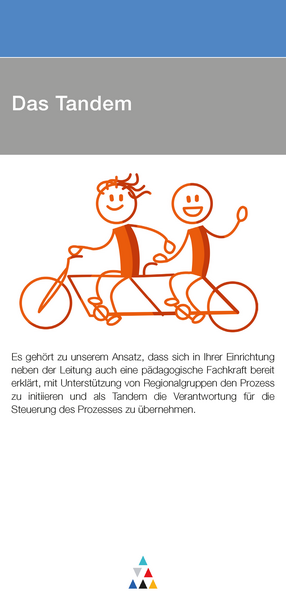 Das Tandem
Es gehört zu unserem Ansatz, dass sich in Ihrer Einrichtung
neben der Leitung auch eine pädagogische Fachkraft bereit
erklärt, mit Unterstützung von Regionalgruppen den Prozess
zu initiieren und als Tandem die Verantwortung für die
Steuerung des Prozesses zu übernehmen.